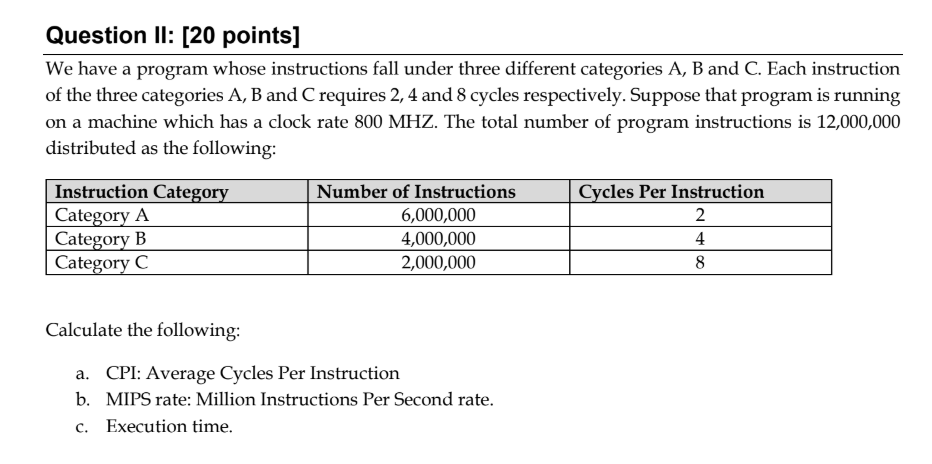 Question II: [20 points]
We have a program whose instructions fall under three different categories A, B and C. Each instruction
of the three categories A, B and C requires 2, 4 and 8 cycles respectively. Suppose that program is running
on a machine which has a clock rate 800 MHZ. The total number of program instructions is 12,000,000
distributed as the following:
Instruction Category Number of Instructions Cycles Per Instruction
Category A 6,000,000 2
Category B 4,000,000 4
Category C 2,000,000 8
Calculate the following:
a. CPI: Average Cycles Per Instruction
b. MIPS rate: Million Instructions Per Second rate.
c. Execution time.